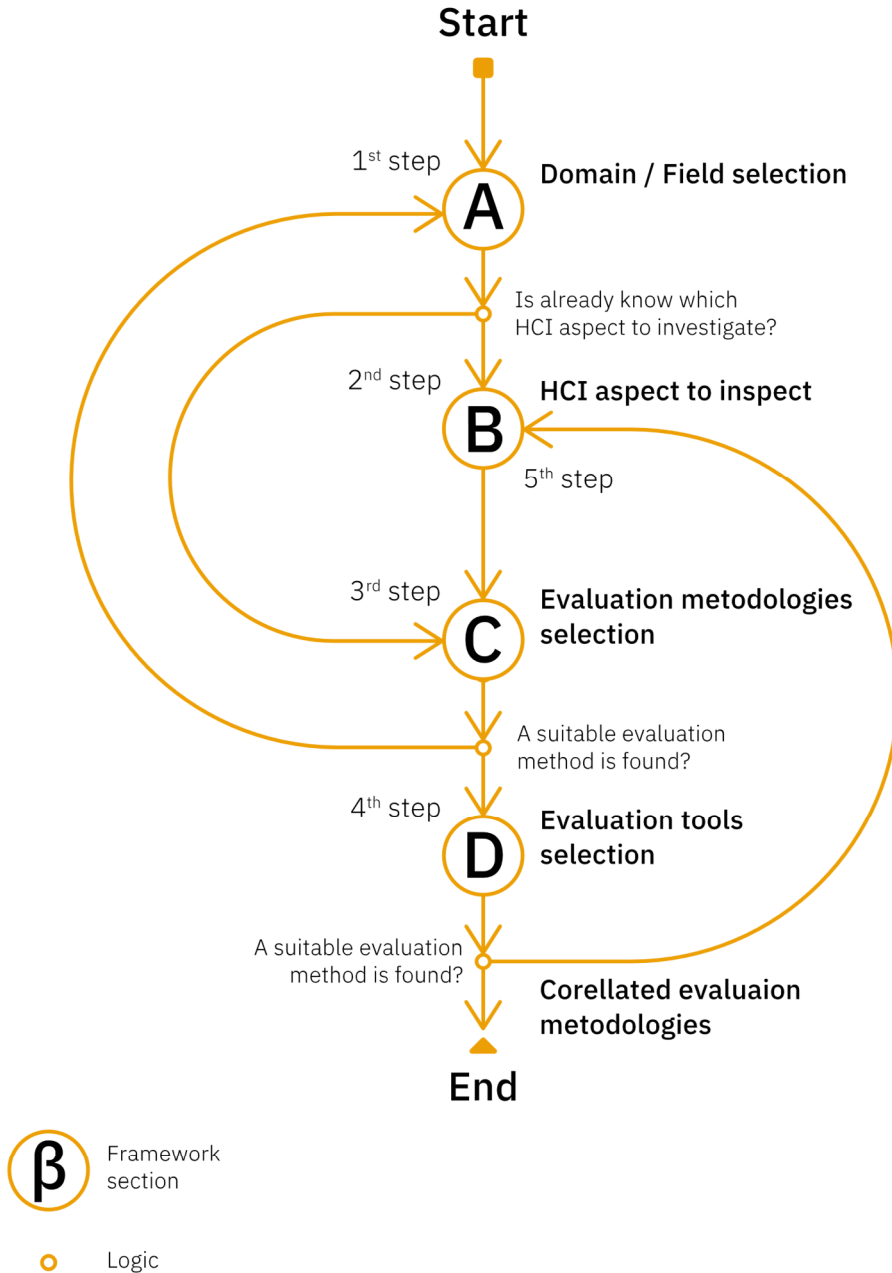 Start
1st step
A
Domain / Field selection
Is already know which
HCI aspect to investigate?
2nd step
HCI aspect to inspect
B
5th step
3rd step
C
Evaluation metodologies
selection
A suitable evaluation
method is found?
4th step
D
Evaluation tools
selection
A suitable evaluation
method is found?
Corellated evaluaion
metodologies
End
β
Framework
section
Logic